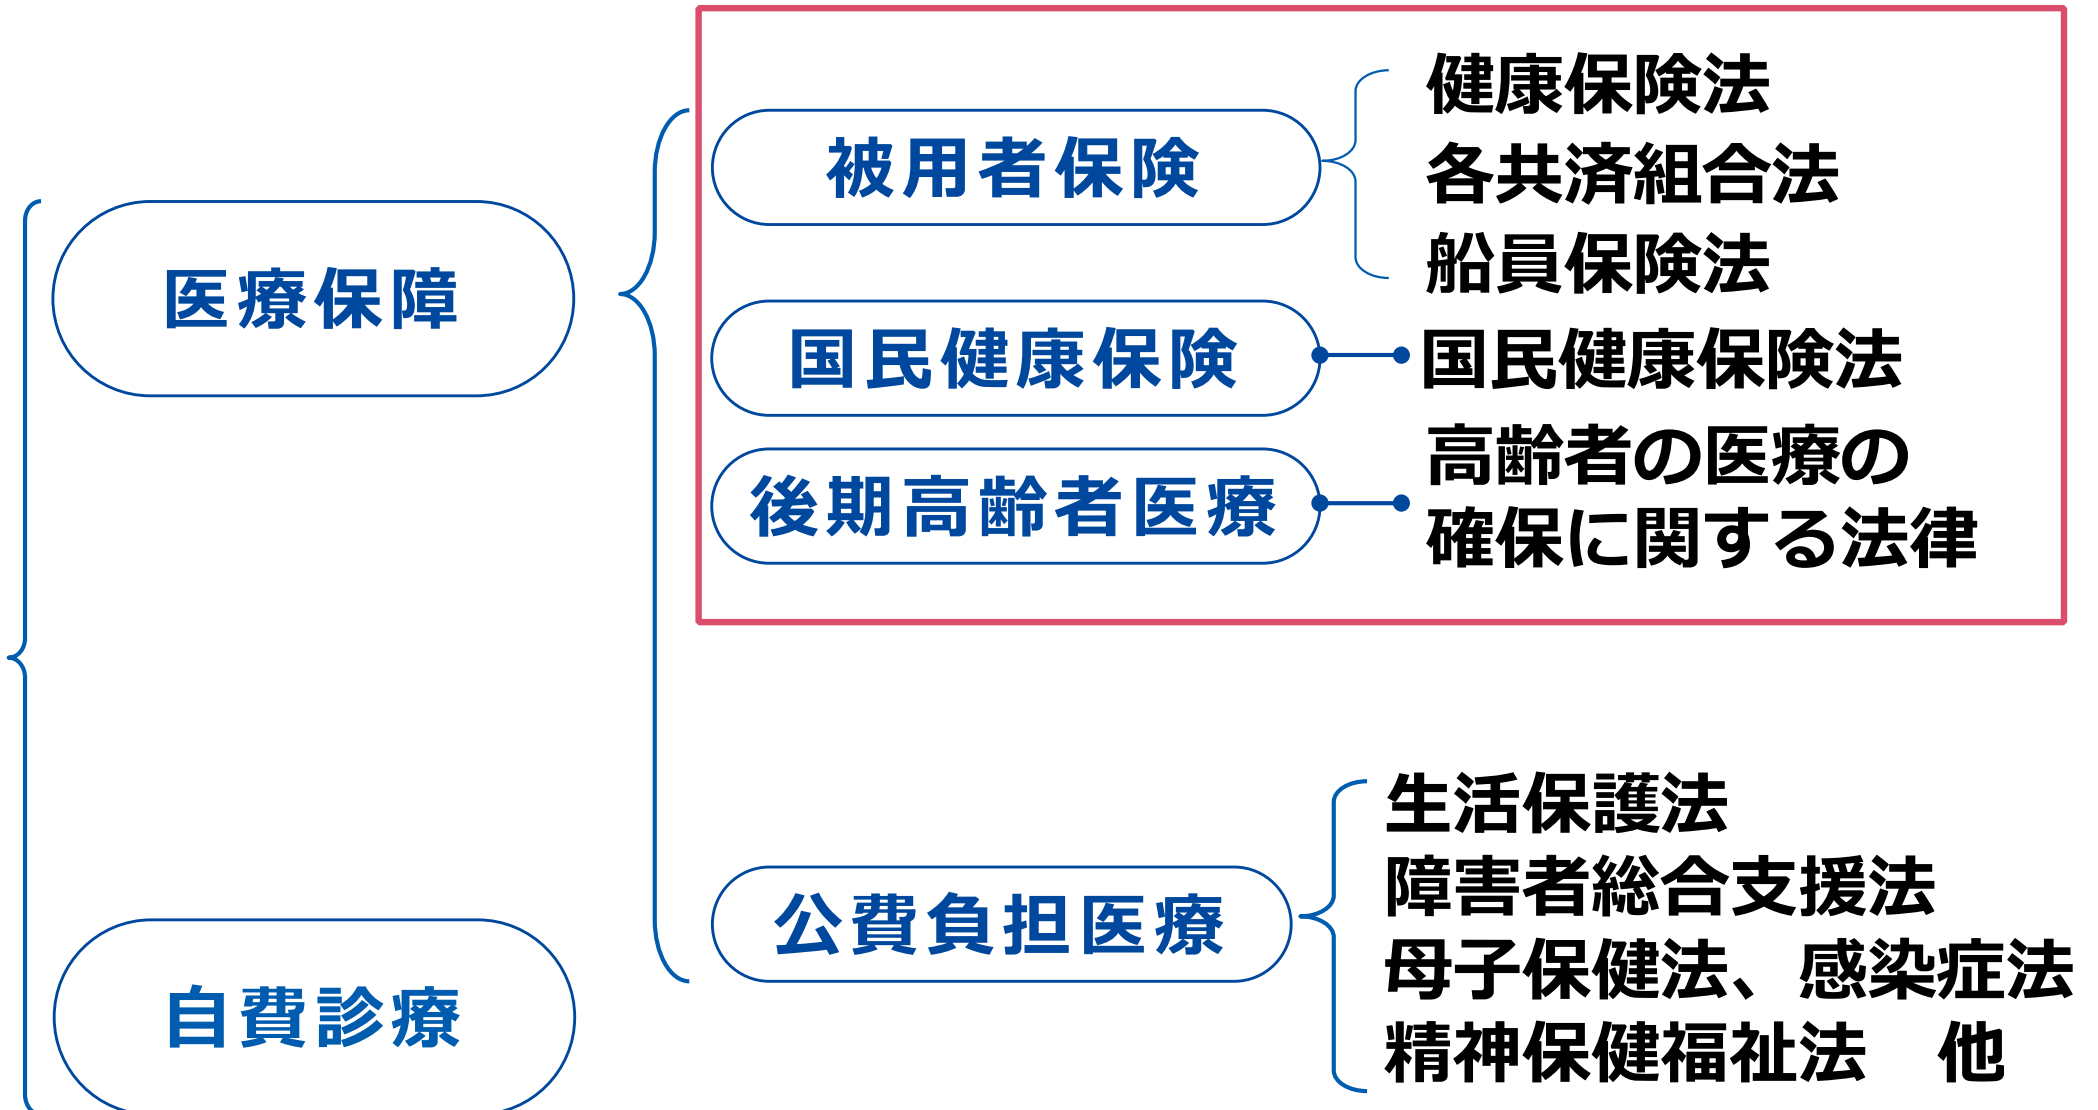 医療保障
被用者保険
健康保険法
各共済組合法
船員保険法
国民健康保険
国民健康保険法
後期高齢者医療
高齢者の医療の
確保に関する法律
公費負担医療
生活保護法
障害者総合支援法
母子保健法、感染症法
精神保健福祉法　他
自費診療